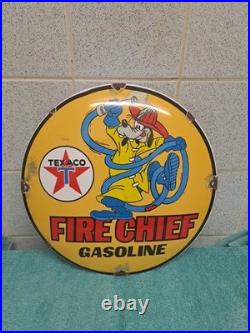 TEXACO
T
FIRE CHIEF
GASOLINE